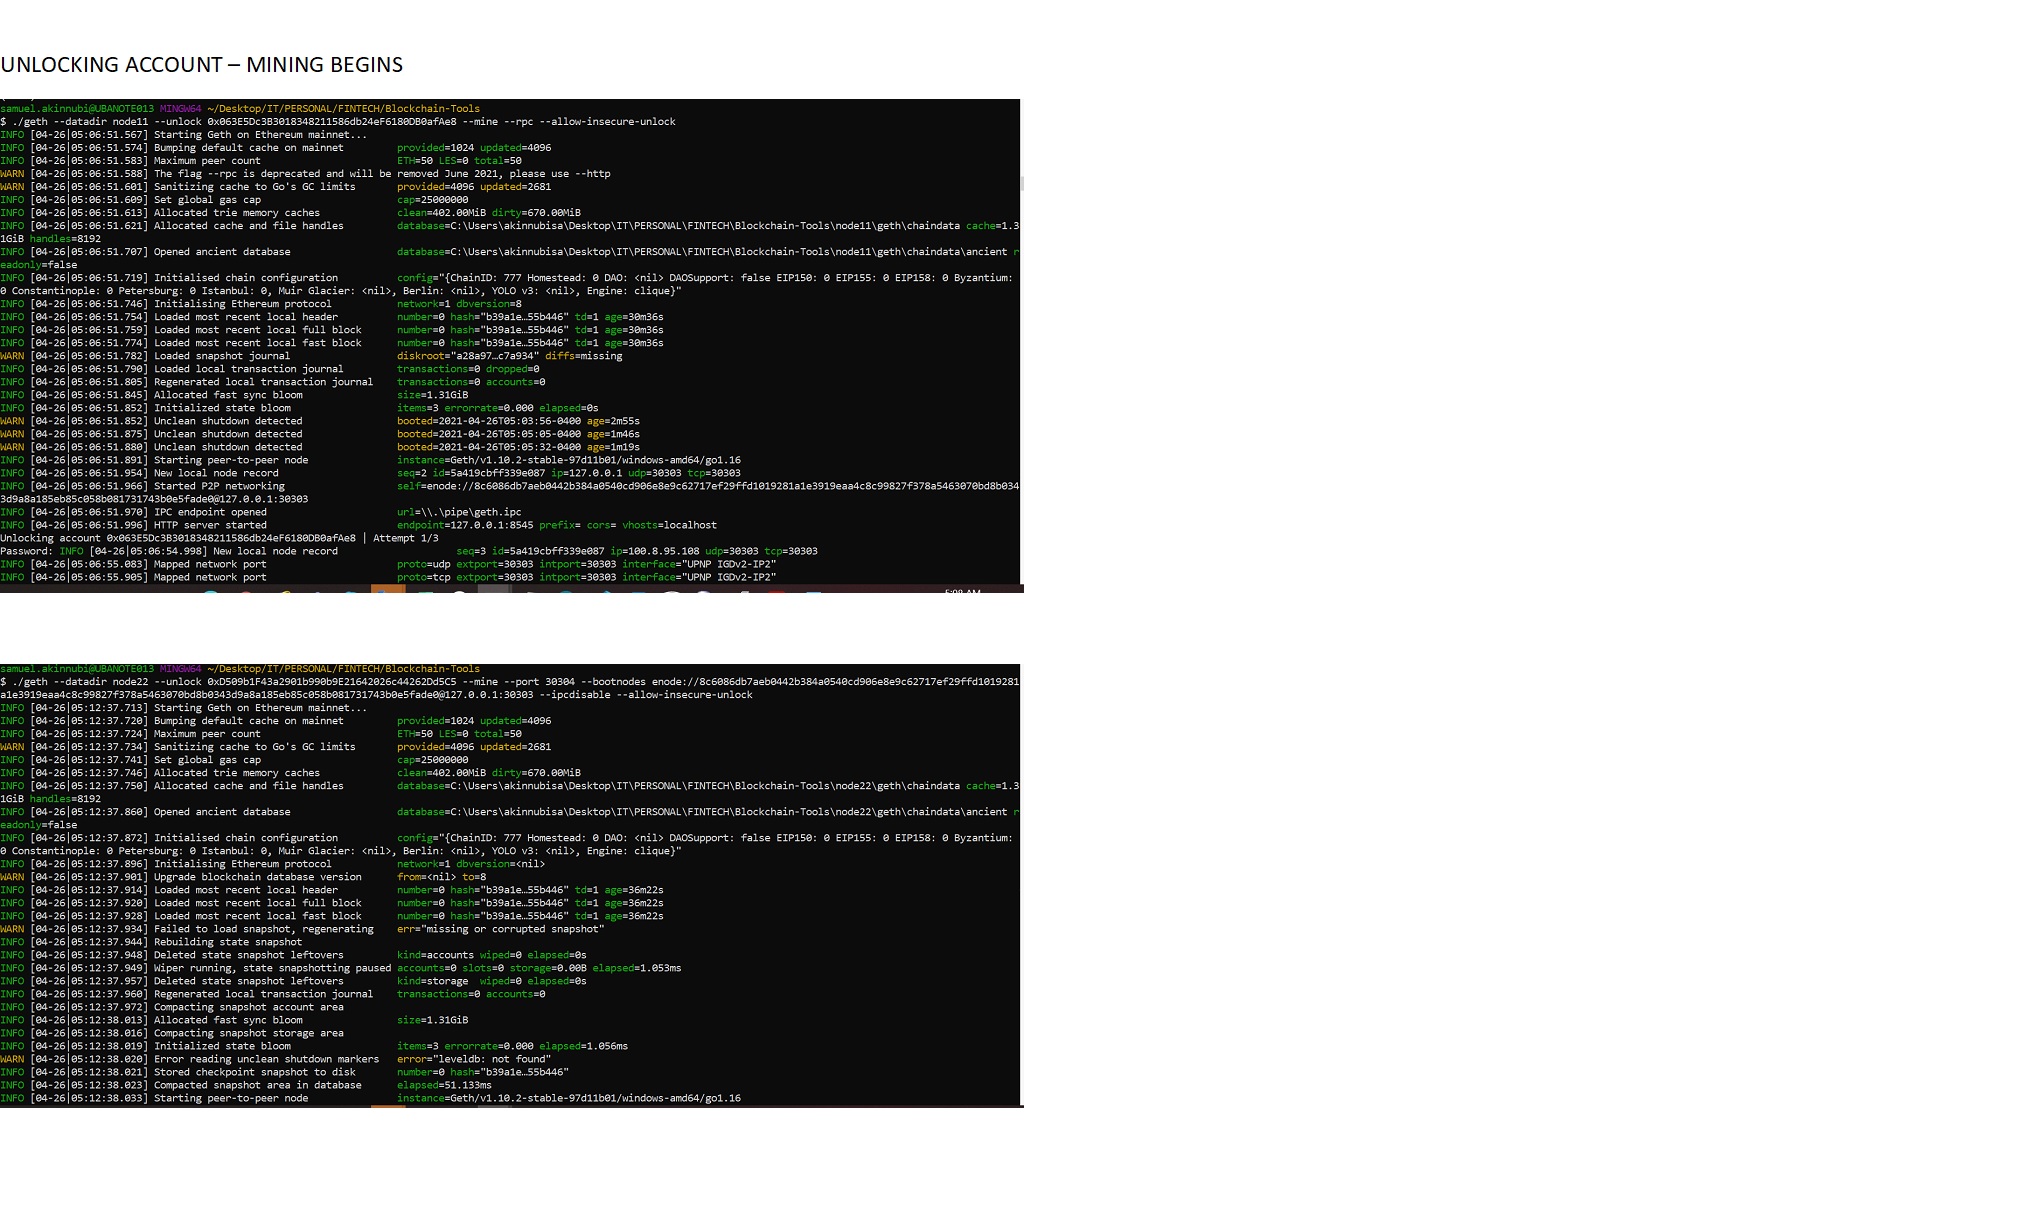 UNLOCKING ACCOUNT – MINING BEGINS
samuel.akinnubi@UBANOTE013 MINGW64 ~/Desktop/IT/PERSONAL/FINTECH/Blockchain-Tools
$ ./geth --datadir node11 --unlock 0x063E5Dc3B3018348211586db24eF6180DB0afAe8 --mine --rpc --allow-insecure-unlock
INFO [04-26|05:06:51.567] Starting Geth on Ethereum mainnet...
INFO [04-26|05:06:51.574] Bumping default cache on mainnet provided=1024 updated=4096
INFO [04-26|05:06:51.583] Maximum peer count ETH=50 LES=0 total=50
WARN [04-26|05:06:51.588] The flag --rpc is deprecated and will be removed June 2021, please use --http
WARN [04-26|05:06:51.601] Sanitizing cache to Go's GC limits provided=4096 updated=2681
INFO [04-26|05:06:51.609] Set global gas cap cap=25000000
INFO [04-26|05:06:51.613] Allocated trie memory caches clean=402.00MiB dirty=670.00MiB
INFO [04-26|05:06:51.621] Allocated cache and file handles database=C:\Users\akinnubisa\Desktop\IT\PERSONAL\FINTECH\Blockchain-Tools\node11\geth\chaindata cache=1.3
1GiB handles=8192
INFO [04-26|05:06:51.707] Opened ancient database database=C:\Users\akinnubisa\Desktop\IT\PERSONAL\FINTECH\Blockchain-Tools\node11\geth\chaindata\ancient r
eadonly=false
INFO [04-26|05:06:51.719] Initialised chain configuration config="{ChainID: 777 Homestead: 0 DAO: <nil> DAOSupport: false EIP150: 0 EIP155: 0 EIP158: 0 Byzantium:
0 Constantinople: 0 Petersburg: 0 Istanbul: 0, Muir Glacier: <nil>, Berlin: <nil>, YOLO v3: <nil>, Engine: clique}"
INFO [04-26|05:06:51.746] Initialising Ethereum protocol network=1 dbversion=8
INFO [04-26|05:06:51.754] Loaded most recent local header number=0 hash="b39a1e…55b446" td=1 age=30m36s
INFO [04-26|05:06:51.759] Loaded most recent local full block number=0 hash="b39a1e…55b446" td=1 age=30m36s
INFO [04-26|05:06:51.774] Loaded most recent local fast block number=0 hash="b39a1e…55b446" td=1 age=30m36s
WARN [04-26|05:06:51.782] Loaded snapshot journal diskroot="a28a97…c7a934" diffs=missing
INFO [04-26|05:06:51.790] Loaded local transaction journal transactions=0 dropped=0
INFO [04-26|05:06:51.805] Regenerated local transaction journal transactions=0 accounts=0
INFO [04-26|05:06:51.845] Allocated fast sync bloom size=1.31GiB
INFO [04-26|05:06:51.852] Initialized state bloom items=3 errorrate=0.000 elapsed=0s
WARN [04-26|05:06:51.852] Unclean shutdown detected booted=2021-04-26T05:03:56-0400 age=2m55s
WARN [04-26|05:06:51.875] Unclean shutdown detected booted=2021-04-26T05:05:05-0400 age=1m46s
WARN [04-26|05:06:51.880] Unclean shutdown detected booted=2021-04-26T05:05:32-0400 age=1m19s
INFO [04-26|05:06:51.891] Starting peer-to-peer node instance=Geth/v1.10.2-stable-97d11b01/windows-amd64/go1.16
INFO [04-26|05:06:51.954] New local node record seq=2 id=5a419cbff339e087 ip=127.0.0.1 udp=30303 tcp=30303
INFO [04-26|05:06:51.966] Started P2P networking self=enode://8c6086db7aeb0442b384a0540cd906e8e9c62717ef29ffd1019281a1e3919eaa4c8c99827f378a5463070bd8b034
3d9a8a185eb85c058b081731743b0e5fade0@127.0.0.1:30303
INFO [04-26|05:06:51.970] IPC endpoint opened url=\\.\pipe\geth.ipc
INFO [04-26|05:06:51.996] HTTP server started endpoint=127.0.0.1:8545 prefix= cors= vhosts=localhost
Unlocking account 0x063E5Dc3B3018348211586db24eF6180DB0afAe8 | Attempt 1/3
Password: INFO [04-26|05:06:54.998] New local node record seq=3 id=5a419cbff339e087 ip=100.8.95.108 udp=30303 tcp=30303
INFO [04-26|05:06:55.083] Mapped network port proto=udp extport=30303 intport=30303 interface="UPNP IGDv2-IP2"
INFO [04-26|05:06:55.905] Mapped network port proto=tcp extport=30303 intport=30303 interface="UPNP IGDv2-IP2"
samuel.akinnubi@UBANOTE013 MINGW64 ~/Desktop/IT/PERSONAL/FINTECH/Blockchain-Tools
$ ./geth --datadir node22 --unlock 0xD509b1F43a2901b990b9E21642026c44262Dd5C5 --mine --port 30304 --bootnodes enode://8c6086db7aeb0442b384a0540cd906e8e9c62717ef29ffd1019281
a1e3919eaa4c8c99827f378a5463070bd8b0343d9a8a185eb85c058b081731743b0e5fade0@127.0.0.1:30303 --ipcdisable --allow-insecure-unlock
INFO [04-26|05:12:37.713] Starting Geth on Ethereum mainnet...
INFO [04-26|05:12:37.720] Bumping default cache on mainnet provided=1024 updated=4096
INFO [04-26|05:12:37.724] Maximum peer count ETH=50 LES=0 total=50
WARN [04-26|05:12:37.734] Sanitizing cache to Go's GC limits provided=4096 updated=2681
INFO [04-26|05:12:37.741] Set global gas cap cap=25000000
INFO [04-26|05:12:37.746] Allocated trie memory caches clean=402.00MiB dirty=670.00MiB
INFO [04-26|05:12:37.750] Allocated cache and file handles database=C:\Users\akinnubisa\Desktop\IT\PERSONAL\FINTECH\Blockchain-Tools\node22\geth\chaindata cache=1.3
1GiB handles=8192
INFO [04-26|05:12:37.860] Opened ancient database database=C:\Users\akinnubisa\Desktop\IT\PERSONAL\FINTECH\Blockchain-Tools\node22\geth\chaindata\ancient r
eadonly=false
INFO [04-26|05:12:37.872] Initialised chain configuration config="{ChainID: 777 Homestead: 0 DAO: <nil> DAOSupport: false EIP150: 0 EIP155: 0 EIP158: 0 Byzantium:
0 Constantinople: 0 Petersburg: 0 Istanbul: 0, Muir Glacier: <nil>, Berlin: <nil>, YOLO v3: <nil>, Engine: clique}"
INFO [04-26|05:12:37.896] Initialising Ethereum protocol network=1 dbversion=<nil>
WARN [04-26|05:12:37.901] Upgrade blockchain database version from=<nil> to=8
INFO [04-26|05:12:37.914] Loaded most recent local header number=0 hash="b39a1e…55b446" td=1 age=36m22s
INFO [04-26|05:12:37.920] Loaded most recent local full block number=0 hash="b39a1e…55b446" td=1 age=36m22s
INFO [04-26|05:12:37.928] Loaded most recent local fast block number=0 hash="b39a1e…55b446" td=1 age=36m22s
WARN [04-26|05:12:37.934] Failed to load snapshot, regenerating err="missing or corrupted snapshot"
INFO [04-26|05:12:37.944] Rebuilding state snapshot
INFO [04-26|05:12:37.948] Deleted state snapshot leftovers kind=accounts wiped=0 elapsed=0s
INFO [04-26|05:12:37.949] Wiper running, state snapshotting paused accounts=0 slots=0 storage=0.00B elapsed=1.053ms
INFO [04-26|05:12:37.957] Deleted state snapshot leftovers kind=storage wiped=0 elapsed=0s
INFO [04-26|05:12:37.960] Regenerated local transaction journal transactions=0 accounts=0
INFO [04-26|05:12:37.972] Compacting snapshot account area
INFO [04-26|05:12:38.013] Allocated fast sync bloom size=1.31GiB
INFO [04-26|05:12:38.016] Compacting snapshot storage area
INFO [04-26|05:12:38.019] Initialized state bloom items=3 errorrate=0.000 elapsed=1.056ms
WARN [04-26|05:12:38.020] Error reading unclean shutdown markers error="leveldb: not found"
INFO [04-26|05:12:38.021] Stored checkpoint snapshot to disk number=0 hash="b39a1e…55b446"
INFO [04-26|05:12:38.023] Compacted snapshot area in database elapsed=51.133ms
INFO [04-26|05:12:38.033] Starting peer-to-peer node instance=Geth/v1.10.2-stable-97d11b01/windows-amd64/go1.16